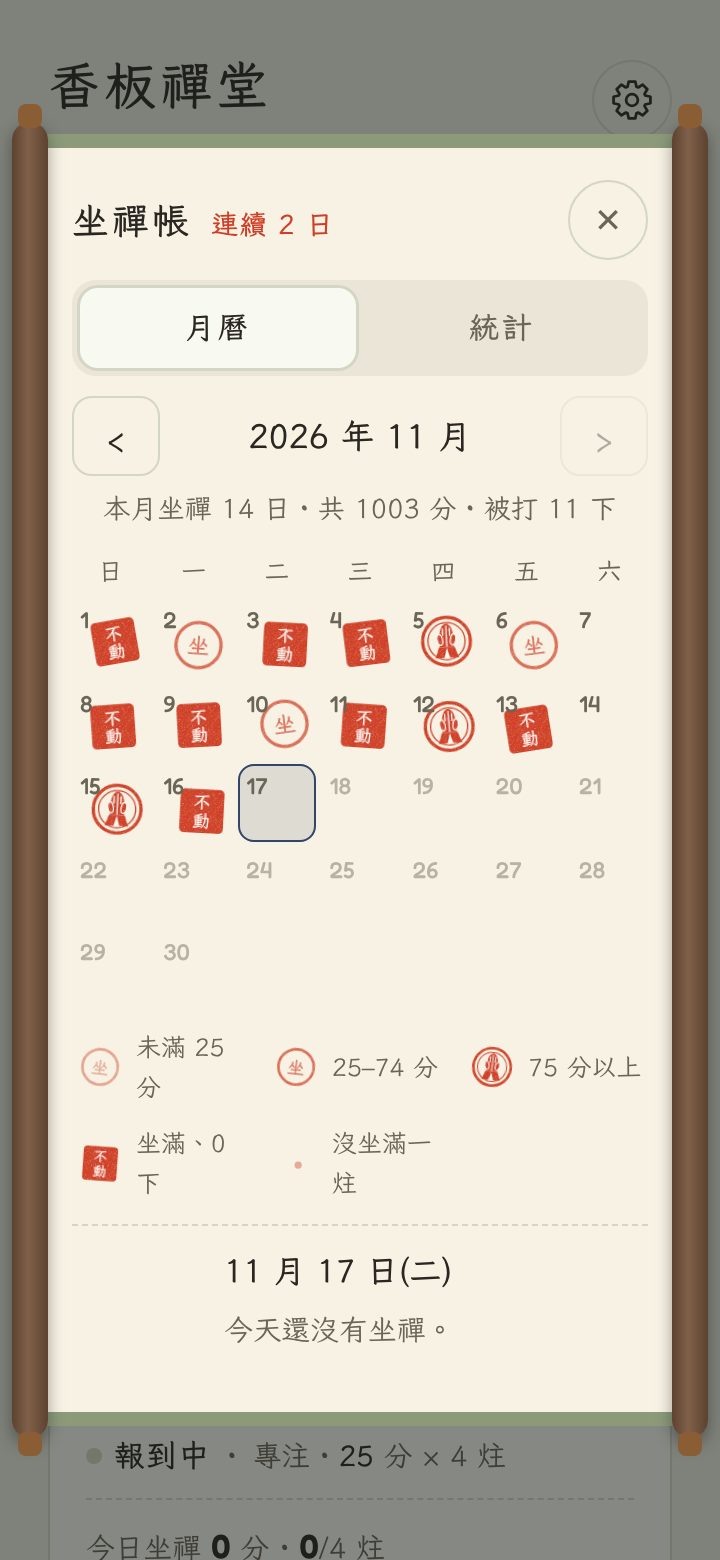 香板禪堂
坐禪帳 連續 2 日
×
月曆 統計
< 2026 年 11 月 >
本月坐禪 14 日·共 1003 分·被打 11 下
日 一 二 三 四 五 六
1 不動 2 坐 3 不動 4 不動 5 6 坐 7
8 不動 9 不動 10 坐 11 不動 12 13 不動 14
15 16 不動 17 18 19 20 21
22 23 24 25 26 27 28
29 30
坐 未滿 25 分 坐 25–74 分 75 分以上
不動 坐滿、0 下 沒坐滿一炷
11 月 17 日(二)
今天還沒有坐禪。
報到中 · 專注·25 分 × 4 炷
今日坐禪 0 分·0/4 炷